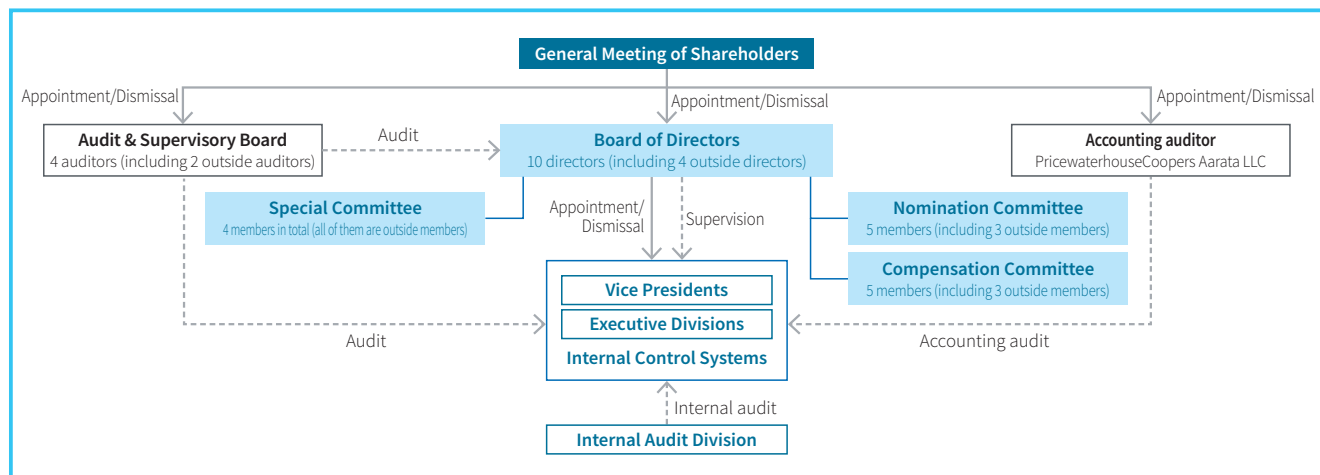 General Meeting of Shareholders
Appointment/Dismissal
Appointment/Dismissal
Appointment/Dismissal
Audit & Supervisory Board
4 auditors (including 2 outside auditors)
Audit
Board of Directors
10 directors (including 4 outside directors)
Accounting auditor
PricewaterhouseCoopers Aarata LLC
Special Committee
4 members in total (all of them are outside members)
Appointment/
Dismissal
Supervision
Nomination Committee
5 members (including 3 outside members)
Compensation Committee
5 members (including 3 outside members)
Vice Presidents
Executive Divisions
Internal Control Systems
Audit
Accounting audit
Internal audit
Internal Audit Division